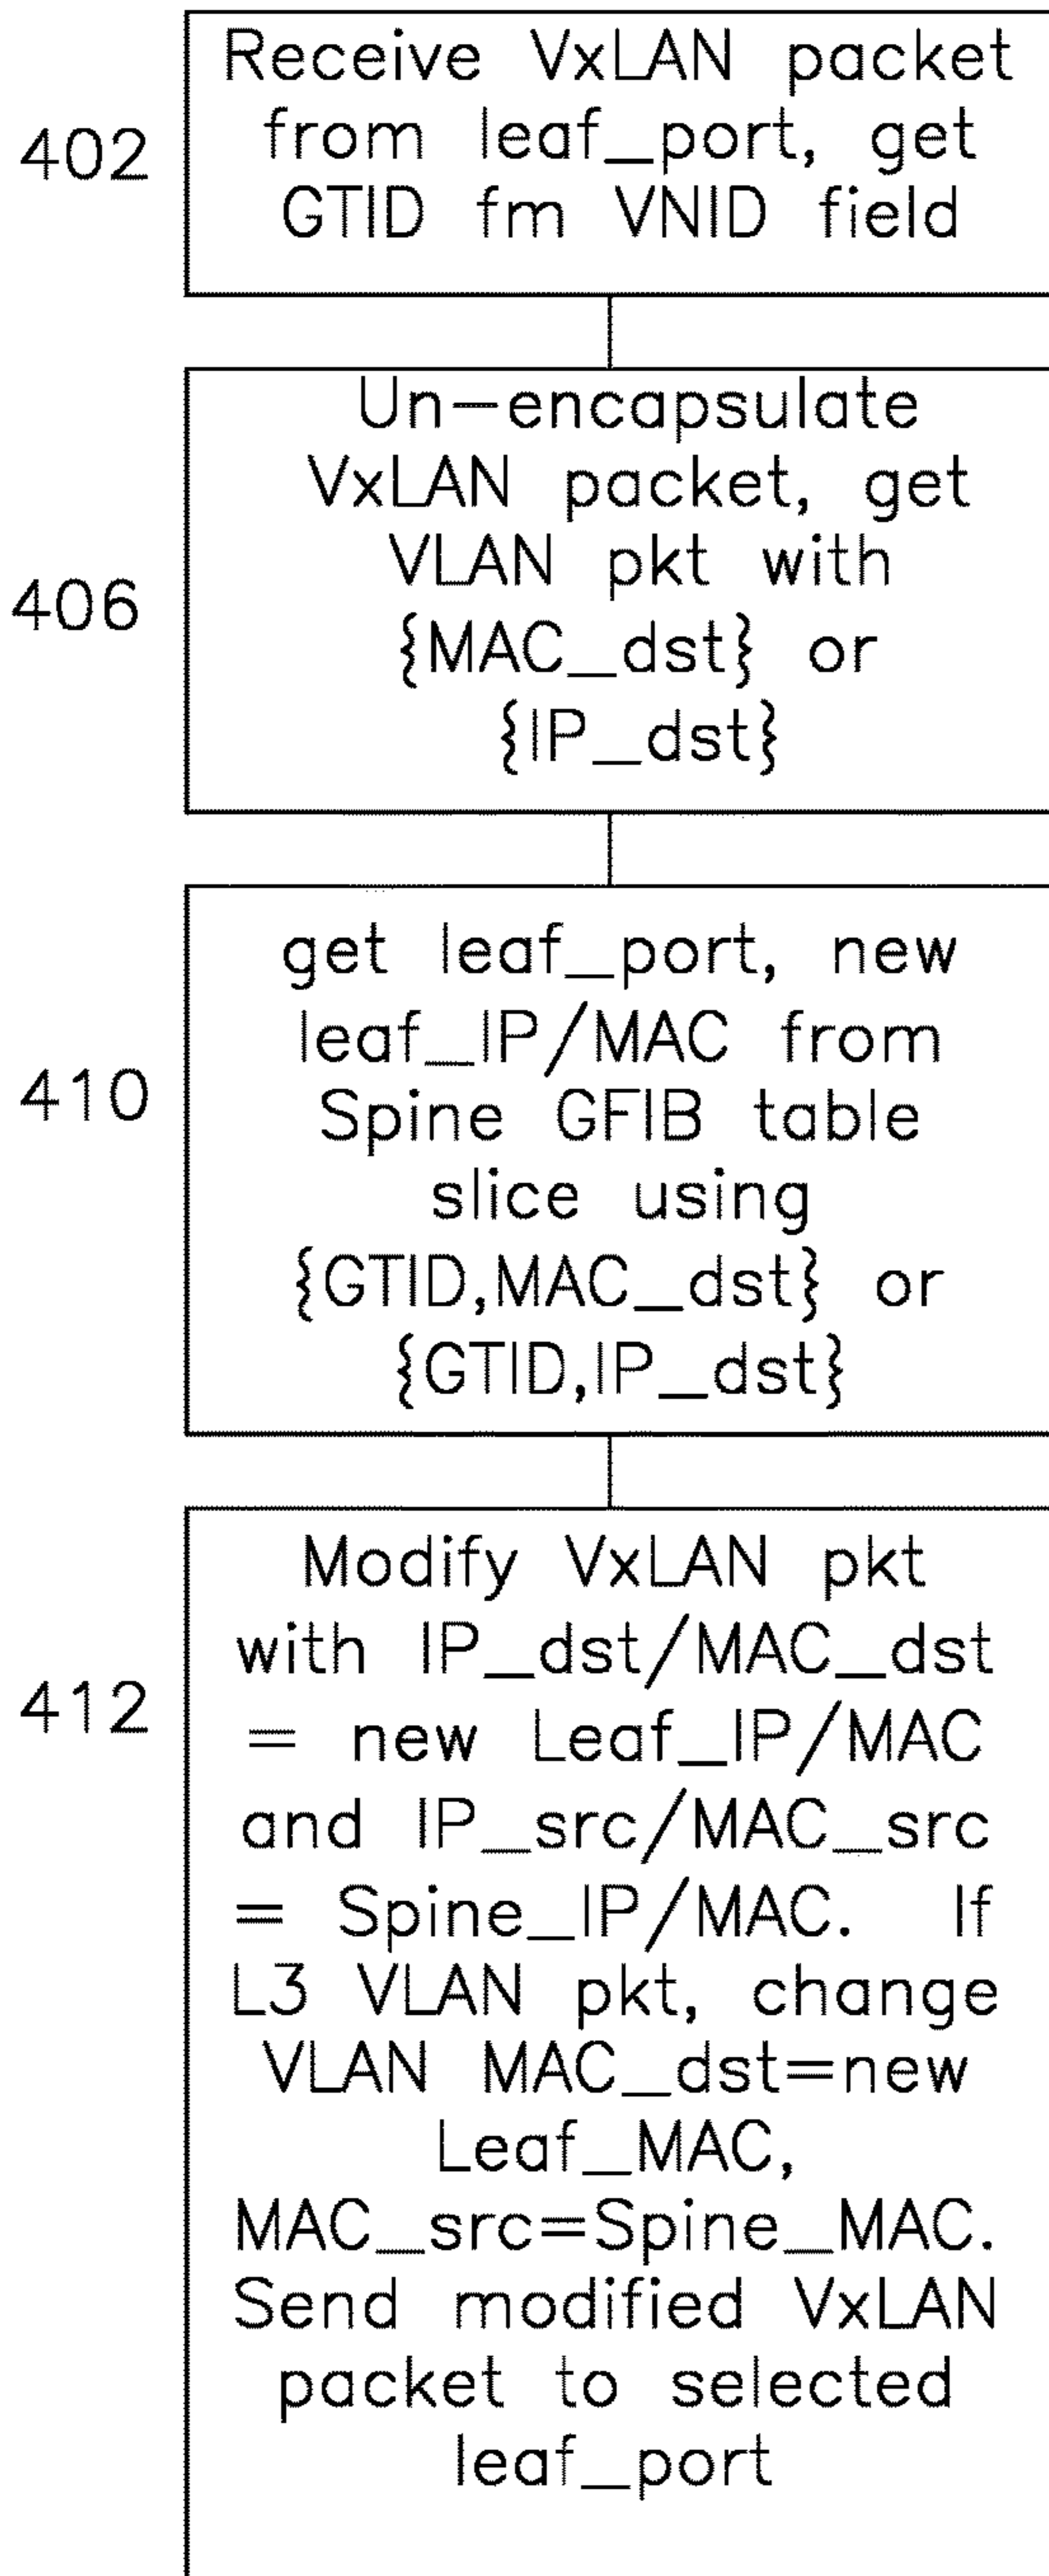 402
Receive VxLAN packet
from leaf_port, get
GTID fm VNID field
406
Un-encapsulate
VxLAN packet, get
VLAN pkt with
{MAC_dst} or
{IP_dst}
410
get leaf_port, new
leaf_IP/MAC from
Spine GFIB table
slice using
{GTID,MAC_dst} or
{GTID,IP_dst}
412
Modify VxLAN pkt
with IP_dst/MAC_dst
= new Leaf_IP/MAC
and IP_src/MAC_src
= Spine_IP/MAC. If
L3 VLAN pkt, change
VLAN MAC_dst=new
Leaf_MAC,
MAC_src=Spine_MAC.
Send modified VxLAN
packet to selected
leaf_port